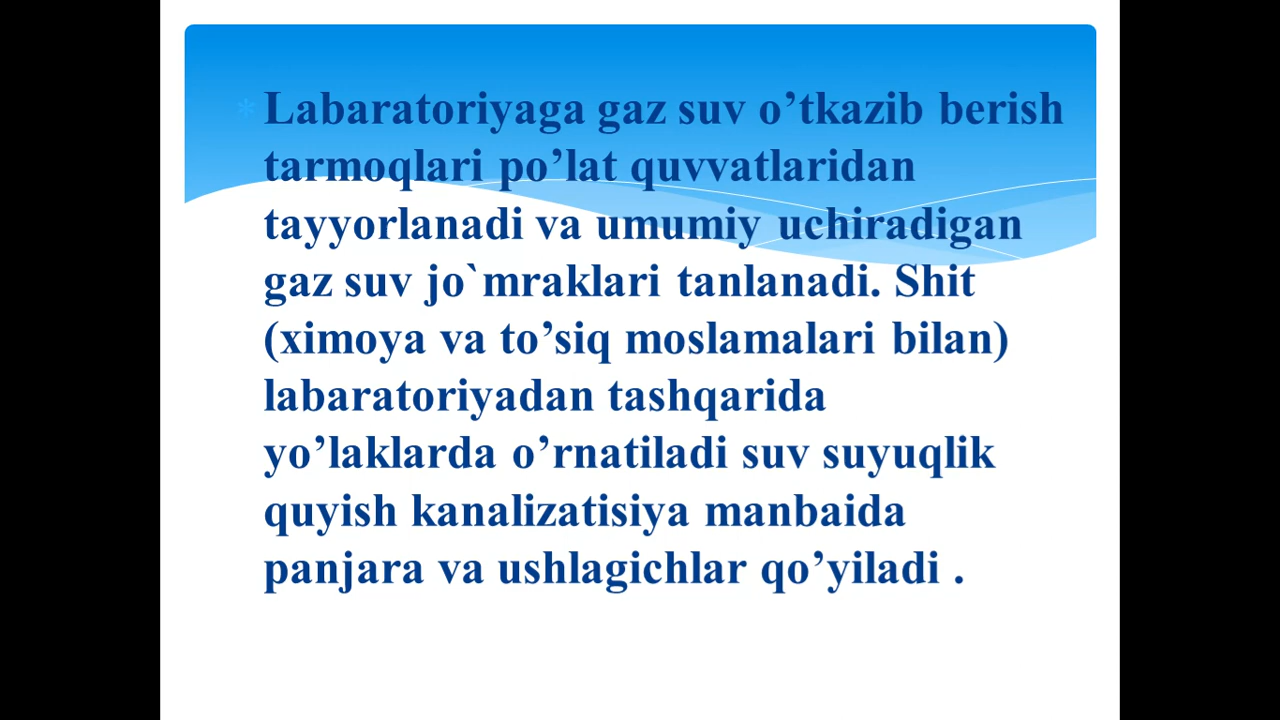 * Labaratoriyaga gaz suv o’tkazib berish
tarmoqlari po’lat quvvatlaridan
tayyorlanadi va umumiy uchiradigan
gaz suv jo`mraklari tanlanadi. Shit
(ximoya va to’siq moslamalari bilan)
labaratoriyadan tashqarida
yo’laklarda o’rnatiladi suv suyuqlik
quyish kanalizatisiya manbaida
panjara va ushlagichlar qo’yiladi .